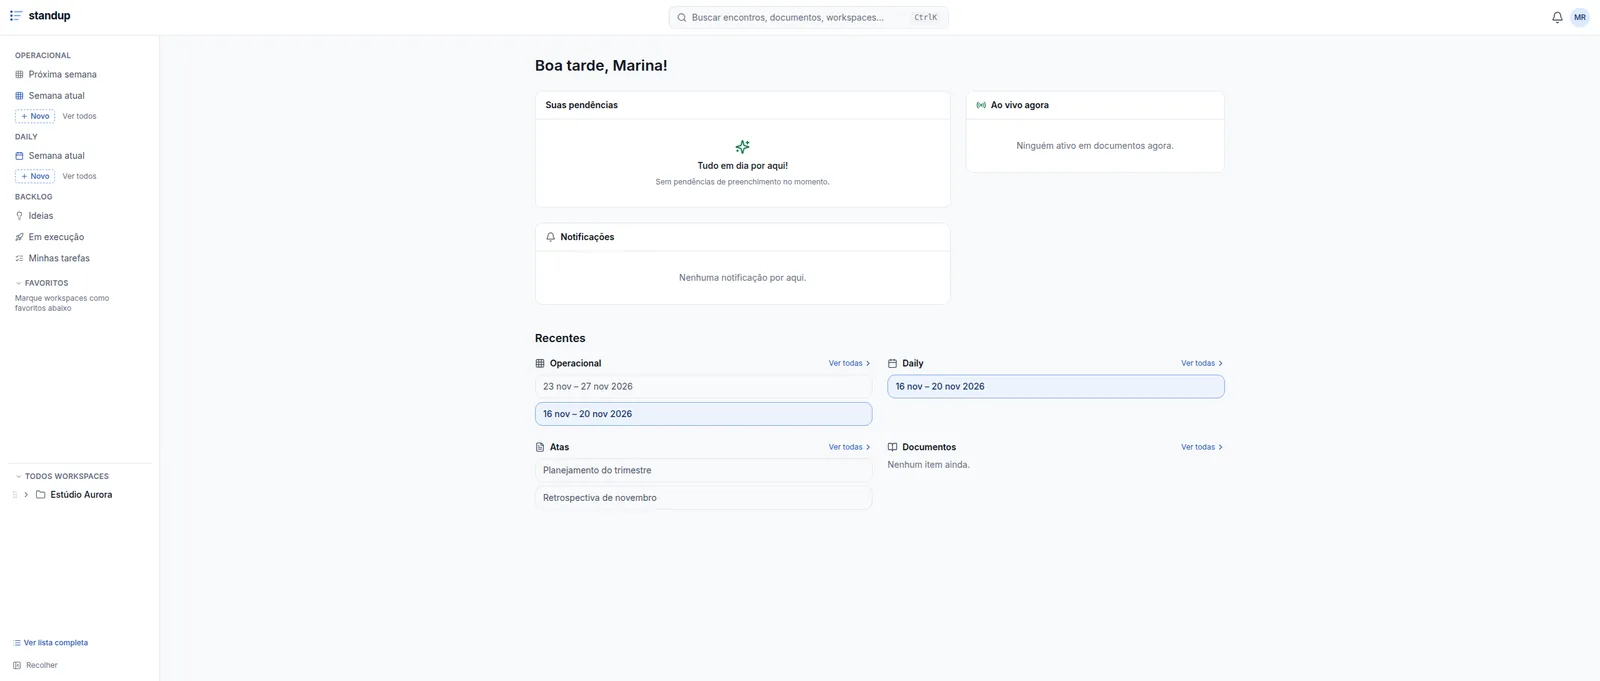 standup
Buscar encontros, documentos, workspaces...
CtrlK
MR
OPERACIONAL
Próxima semana
Semana atual
+ Novo
Ver todos
DAILY
Semana atual
+ Novo
Ver todos
BACKLOG
Ideias
Em execução
Minhas tarefas
FAVORITOS
Marque workspaces como
favoritos abaixo
TODOS WORKSPACES
Estúdio Aurora
Ver lista completa
Recolher
Boa tarde, Marina!
Suas pendências
Tudo em dia por aqui!
Sem pendências de preenchimento no momento.
Ao vivo agora
Ninguém ativo em documentos agora.
Notificações
Nenhuma notificação por aqui.
Recentes
Operacional
Ver todas
23 nov – 27 nov 2026
16 nov – 20 nov 2026
Daily
Ver todas
16 nov – 20 nov 2026
Atas
Ver todas
Planejamento do trimestre
Retrospectiva de novembro
Documentos
Ver todas
Nenhum item ainda.